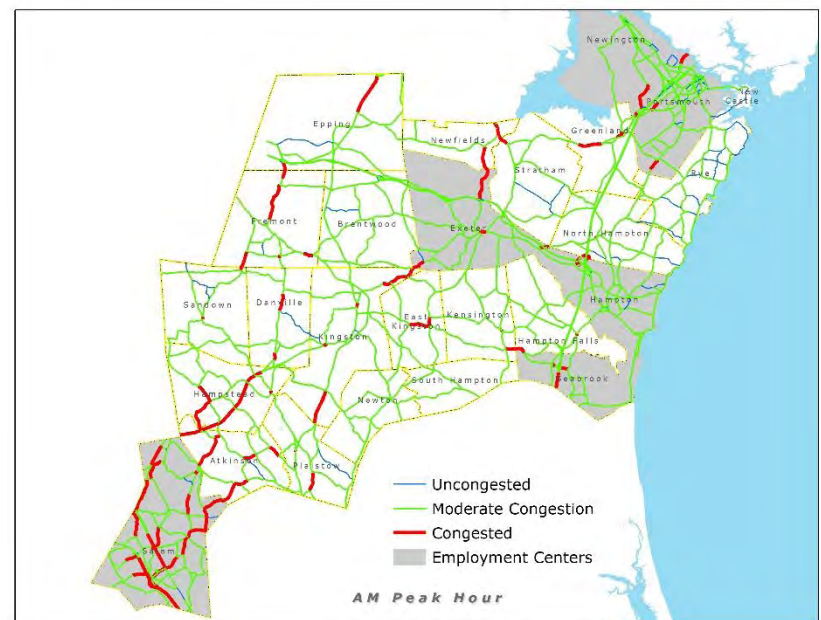 Newington
New
Castle
Portsmouth
Epping
Newfields
Greenland
Stratham
Rye
Fremont
Brentwood
Exeter
North Hampton
Sandown
Danville
Hampton
Kingston
East
Kingston
Kensington
Hampton Falls
South Hampton
Seabrook
Hampstead
Newton
Atkinson
Plaistow
Salem
Uncongested
Moderate Congestion
Congested
Employment Centers
AM Peak Hour